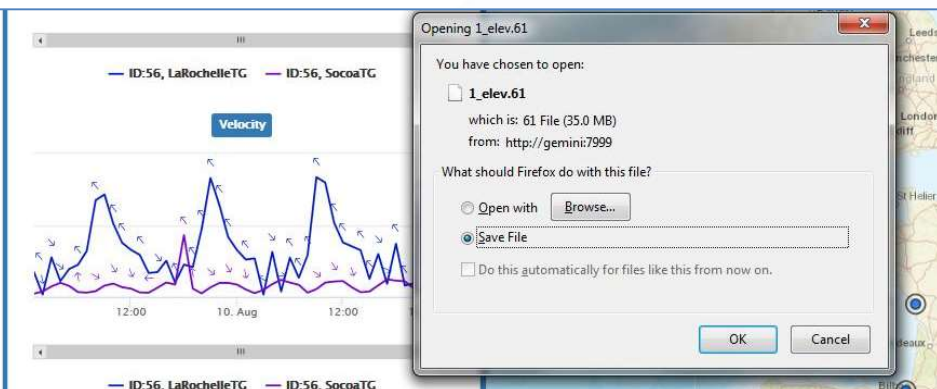 Opening 1_elev.61
Leeds
You have chosen to open:
1_elev.61
which is: 61 File (35.0 MB)
from: http://gemini:7999
What should Firefox do with this file?
Open with Browse...
Save File
Do this automatically for files like this from now on.
OK Cancel
ID:56, LaRochelleTG ID:56, SocoaTG
Velocity
12:00 10. Aug 12:00
ID:56, LaRochelleTG ID:56, SocoaTG
England
London
St Helier